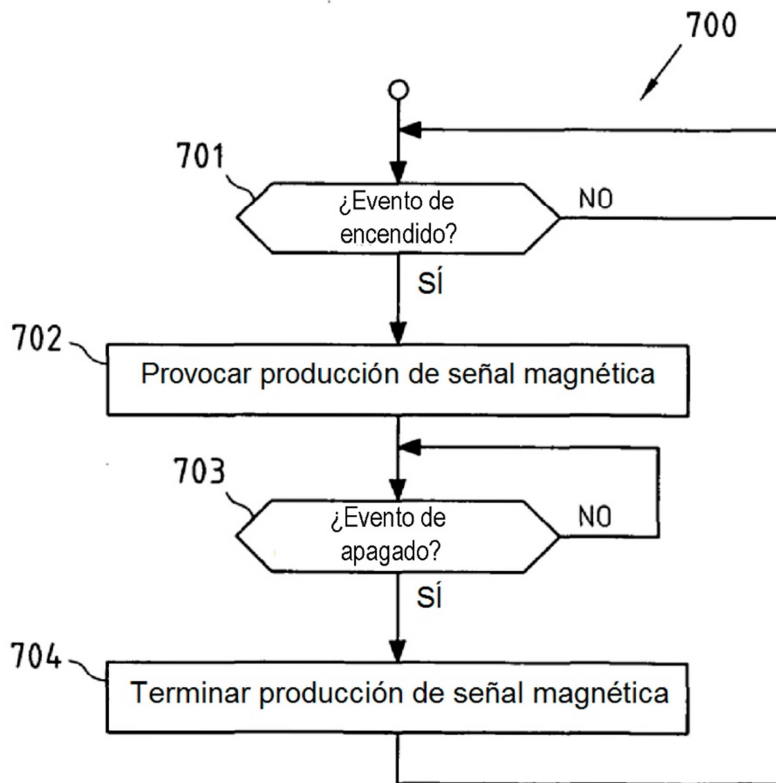 700
701
¿Evento de
encendido?
NO
SÍ
702
Provocar producción de señal magnética
703
¿Evento de
apagado?
NO
SÍ
704
Terminar producción de señal magnética